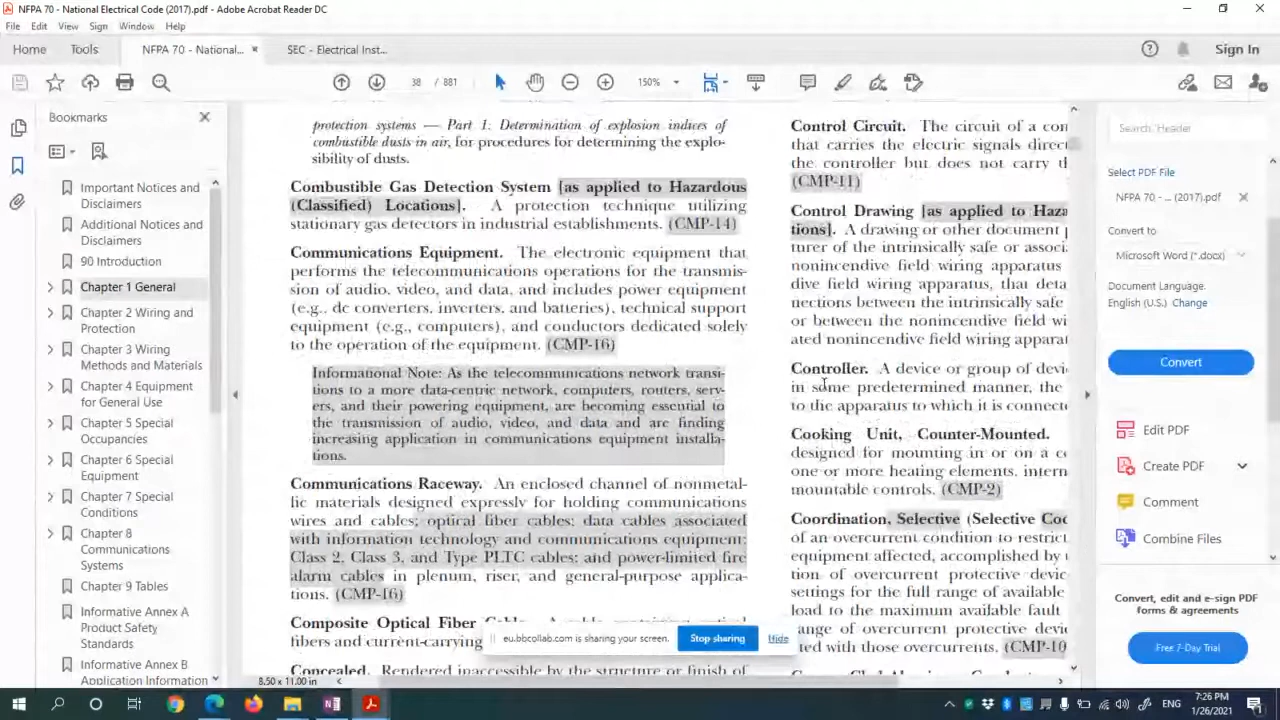 NFPA 70 - National Electrical Code (2017).pdf - Adobe Acrobat Reader DC
File Edit View Sign Window Help
Home Tools NFPA 70 - National... × SEC - Electrical Inst... Sign In
38 / 881 150%
Bookmarks
Important Notices and
Disclaimers
Additional Notices and
Disclaimers
90 Introduction
Chapter 1 General
Chapter 2 Wiring and
Protection
Chapter 3 Wiring
Methods and Materials
Chapter 4 Equipment
for General Use
Chapter 5 Special
Occupancies
Chapter 6 Special
Equipment
Chapter 7 Special
Conditions
Chapter 8
Communications
Systems
Chapter 9 Tables
Informative Annex A
Product Safety
Standards
Informative Annex B
Application Information
protection systems — Part 1: Determination of explosion indices of
combustible dusts in air, for procedures for determining the explo-
sibility of dusts.
Combustible Gas Detection System [as applied to Hazardous
(Classified) Locations]. A protection technique utilizing
stationary gas detectors in industrial establishments. (CMP-14)
Communications Equipment. The electronic equipment that
performs the telecommunications operations for the transmis-
sion of audio, video, and data, and includes power equipment
(e.g., dc converters, inverters, and batteries), technical support
equipment (e.g., computers), and conductors dedicated solely
to the operation of the equipment. (CMP-16)
Informational Note: As the telecommunications network transi-
tions to a more data-centric network, computers, routers, serv-
ers, and their powering equipment, are becoming essential to
the transmission of audio, video, and data and are finding
increasing application in communications equipment installa-
tions.
Communications Raceway. An enclosed channel of nonmetal-
lic materials designed expressly for holding communications
wires and cables; optical fiber cables; data cables associated
with information technology and communications equipment;
Class 2, Class 3, and Type PLTC cables; and power-limited fire
alarm cables in plenum, riser, and general-purpose applica-
tions. (CMP-16)
Composite Optical Fiber
fibers and current-carrying
Concealed. Rendered inaccessible by the structure or finish of
8.50 x 11.00 in
Control Circuit. The circuit of a con
that carries the electric signals direc
the controller but does not carry th
(CMP-11)
Control Drawing [as applied to Haza
tions]. A drawing or other document p
turer of the intrinsically safe or associ
nonincendive field wiring apparatus
dive field wiring apparatus, that deta
nections between the intrinsically safe
or between the nonincendive field wi
ated nonincendive field wiring apparat
Controller. A device or group of devi
in some predetermined manner, the
to the apparatus to which it is connecte
Cooking Unit, Counter-Mounted.
designed for mounting in or on a co
one or more heating elements, intern
mountable controls. (CMP-2)
Coordination, Selective (Selective Coo
of an overcurrent condition to restrict
equipment affected, accomplished by
tion of overcurrent protective devic
settings for the full range of available
load to the maximum available fault
range of overcurrent protective devi
ted with those overcurrents. (CMP-10
eu.bbcollab.com is sharing your screen. Stop sharing Hide
Search 'Header'
Select PDF File
NFPA 70 - ... (2017).pdf ×
Convert to
Microsoft Word (*.docx)
Document Language:
English (U.S.) Change
Convert
Edit PDF
Create PDF
Comment
Combine Files
Convert, edit and e-sign PDF
forms & agreements
Free 7-Day Trial
ENG
7:26 PM
1/26/2021